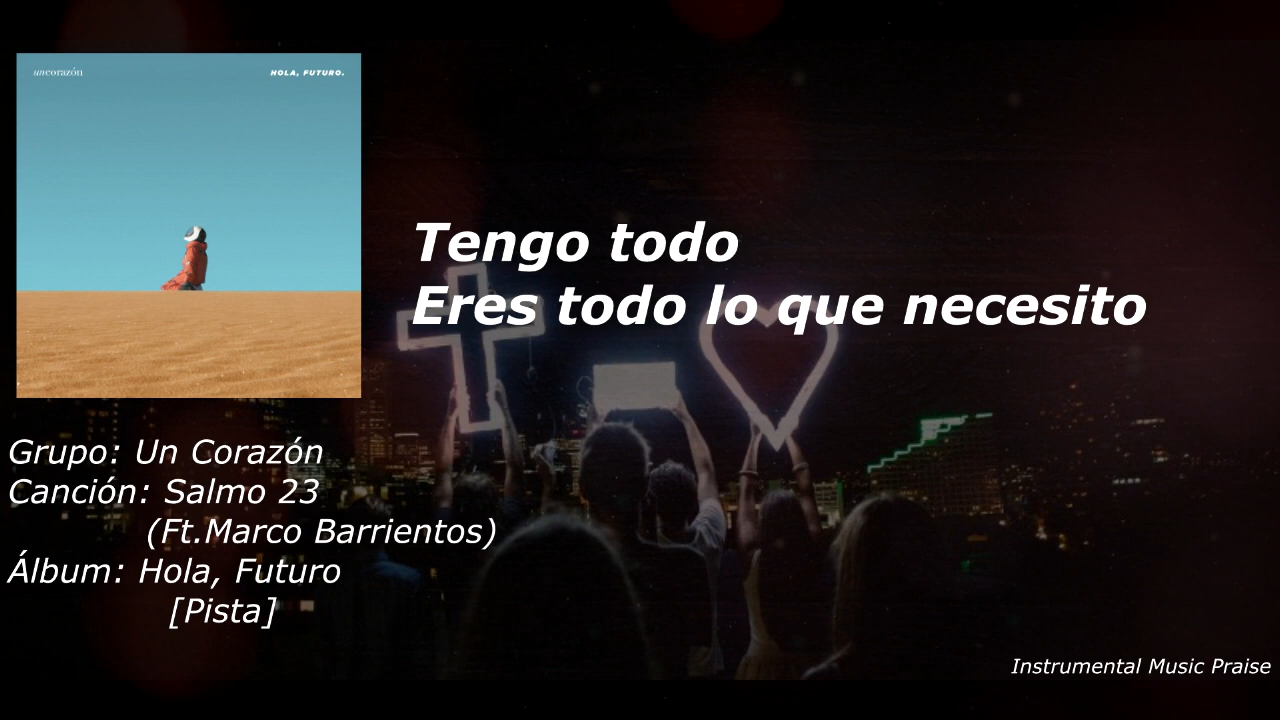 uncorazón
HOLA, FUTURO.
Tengo todo
Eres todo lo que necesito
Grupo: Un Corazón
Canción: Salmo 23
(Ft.Marco Barrientos)
Álbum: Hola, Futuro
[Pista]
Instrumental Music Praise